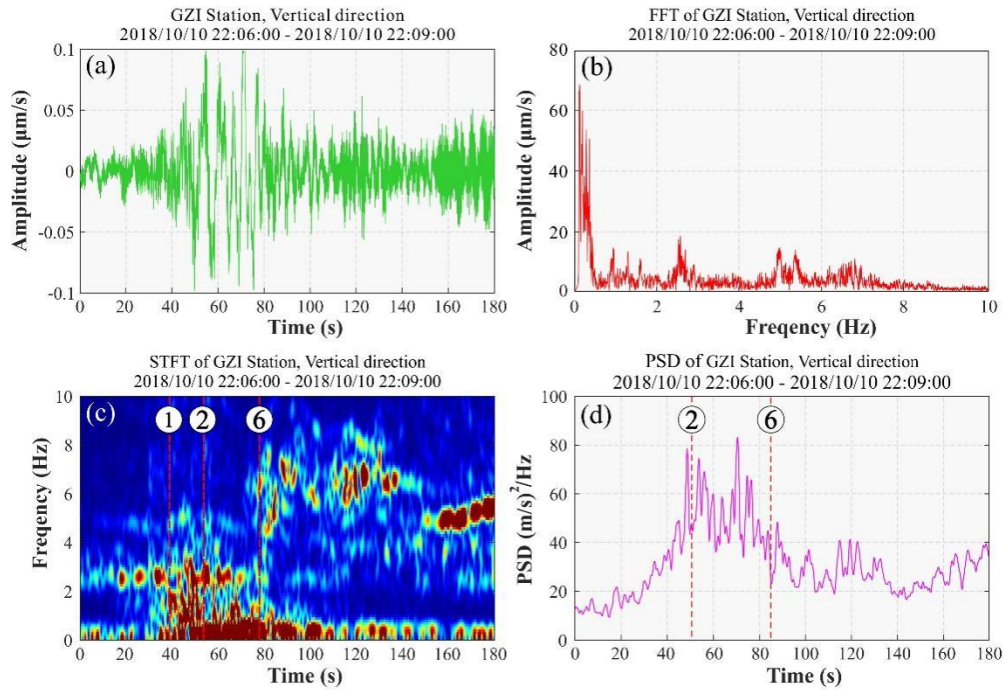 GZI Station, Vertical direction
2018/10/10 22:06:00 - 2018/10/10 22:09:00
(a)
Amplitude (μm/s)
0.1
0.05
0
-0.05
-0.1
0 20 40 60 80 100 120 140 160 180
Time (s)
FFT of GZI Station, Vertical direction
2018/10/10 22:06:00 - 2018/10/10 22:09:00
(b)
Amplitude (μm/s)
80
60
40
20
0
0 2 4 6 8 10
Freqency (Hz)
STFT of GZI Station, Vertical direction
2018/10/10 22:06:00 - 2018/10/10 22:09:00
(c)
1 2 6
Freqency (Hz)
10
8
6
4
2
0
0 20 40 60 80 100 120 140 160 180
Time (s)
PSD of GZI Station, Vertical direction
2018/10/10 22:06:00 - 2018/10/10 22:09:00
(d)
2 6
PSD (m/s)²/Hz
100
80
60
40
20
0
0 20 40 60 80 100 120 140 160 180
Time (s)